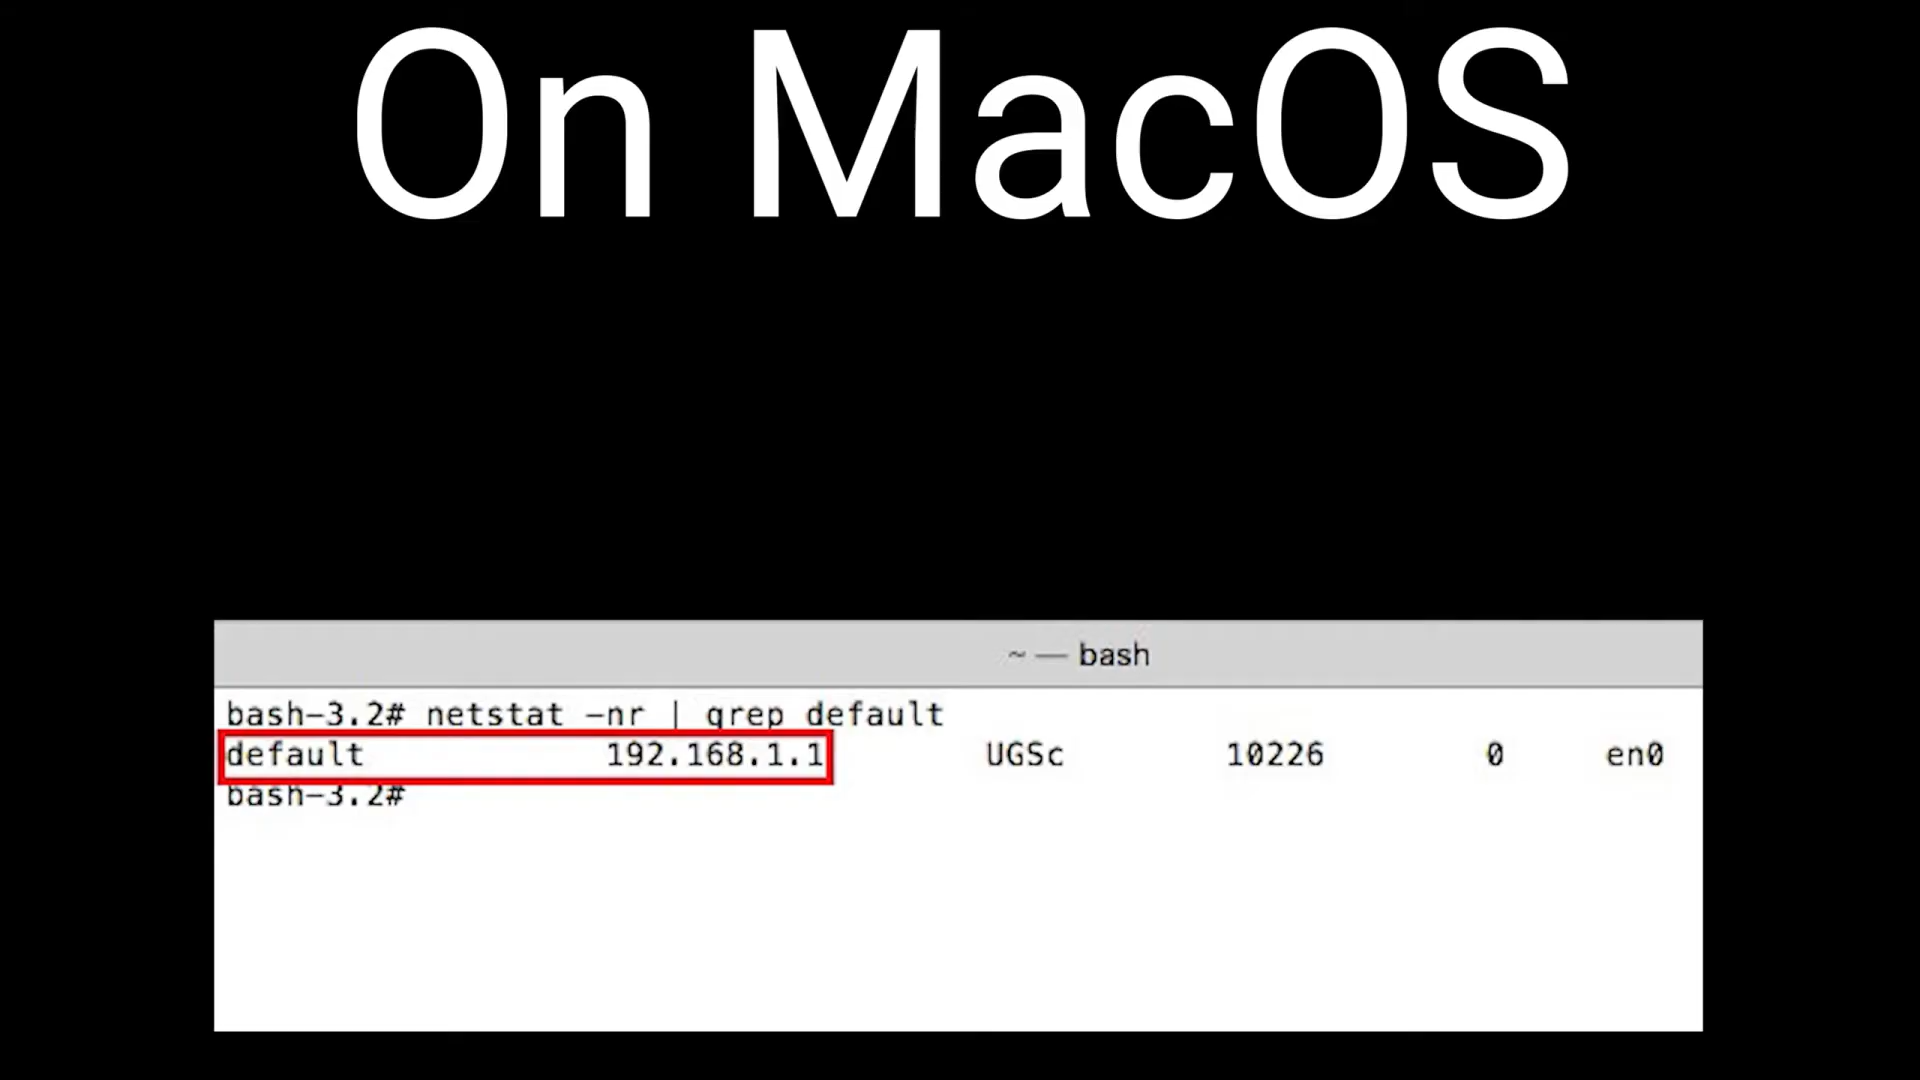 On MacOS
~ — bash
bash-3.2# netstat -nr | grep default
default 192.168.1.1 UGSc 10226 0 en0
bash-3.2#